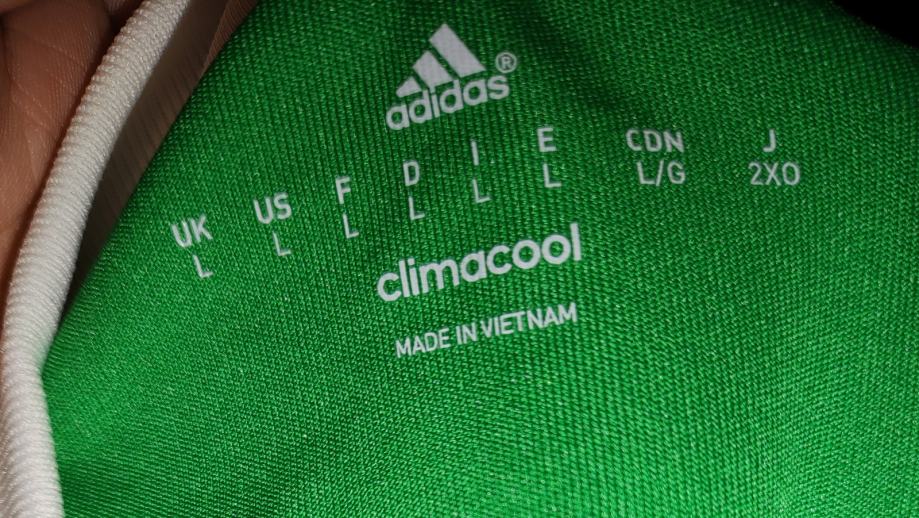 adidas®
UK US F D I E CDN J
L L L L L L L/G 2XO
climacool
MADE IN VIETNAM